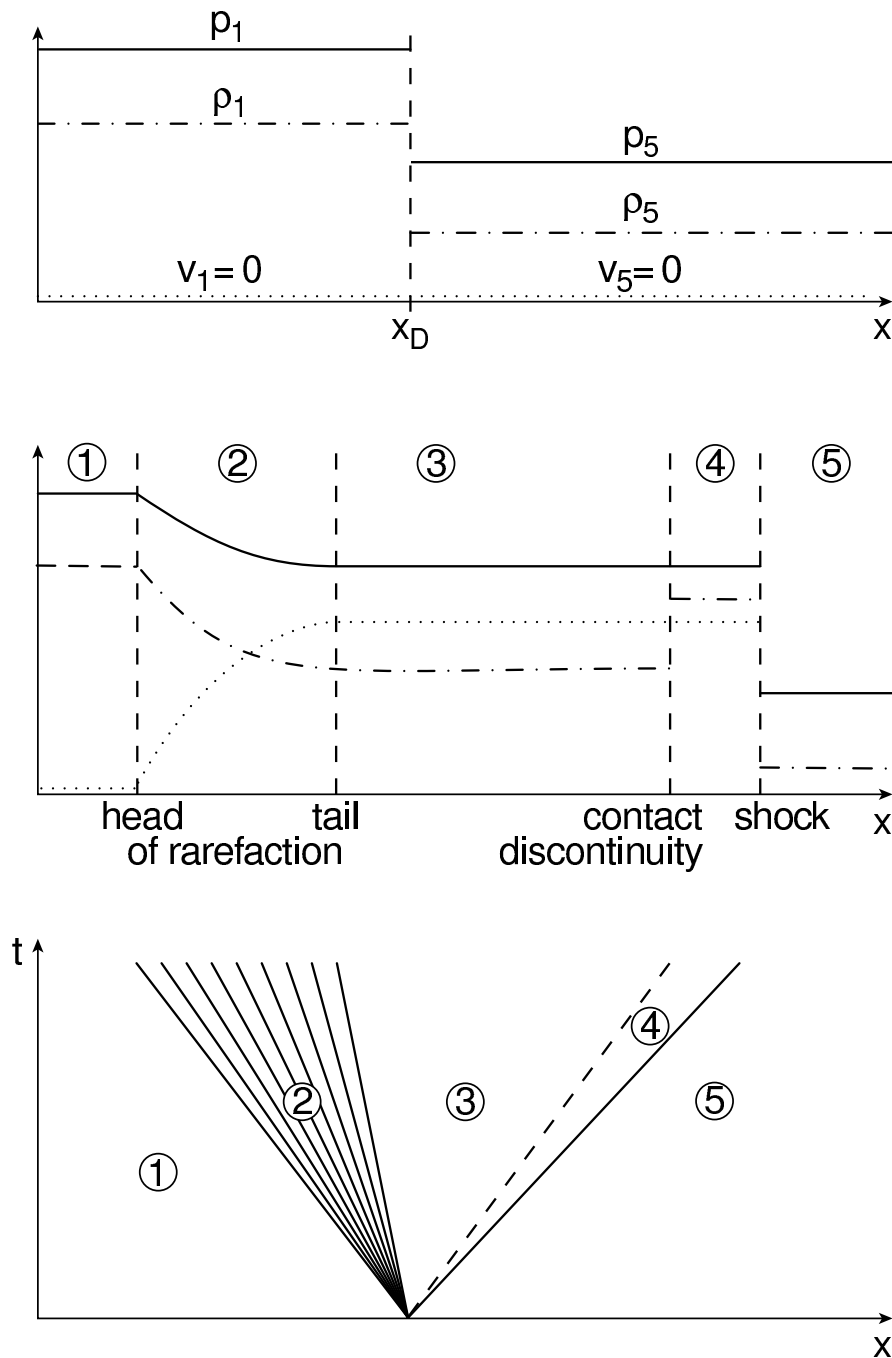 p1
ρ1
p5
ρ5
v1 = 0
v5 = 0
xD
x
1 2 3 4 5
head tail contact shock x
of rarefaction discontinuity
t
4
2 3 5
1
x